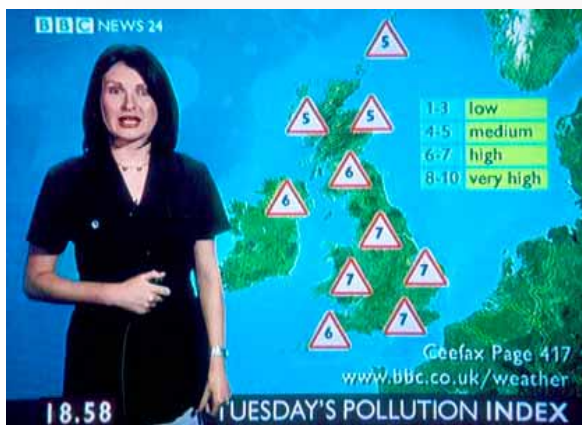 BBC NEWS 24
5
1-3 low
4-5 medium
6-7 high
8-10 very high
5
5
6
6
7
7
7
7
6
Ceefax Page 417
www.bbc.co.uk/weather
18.58 TUESDAY'S POLLUTION INDEX